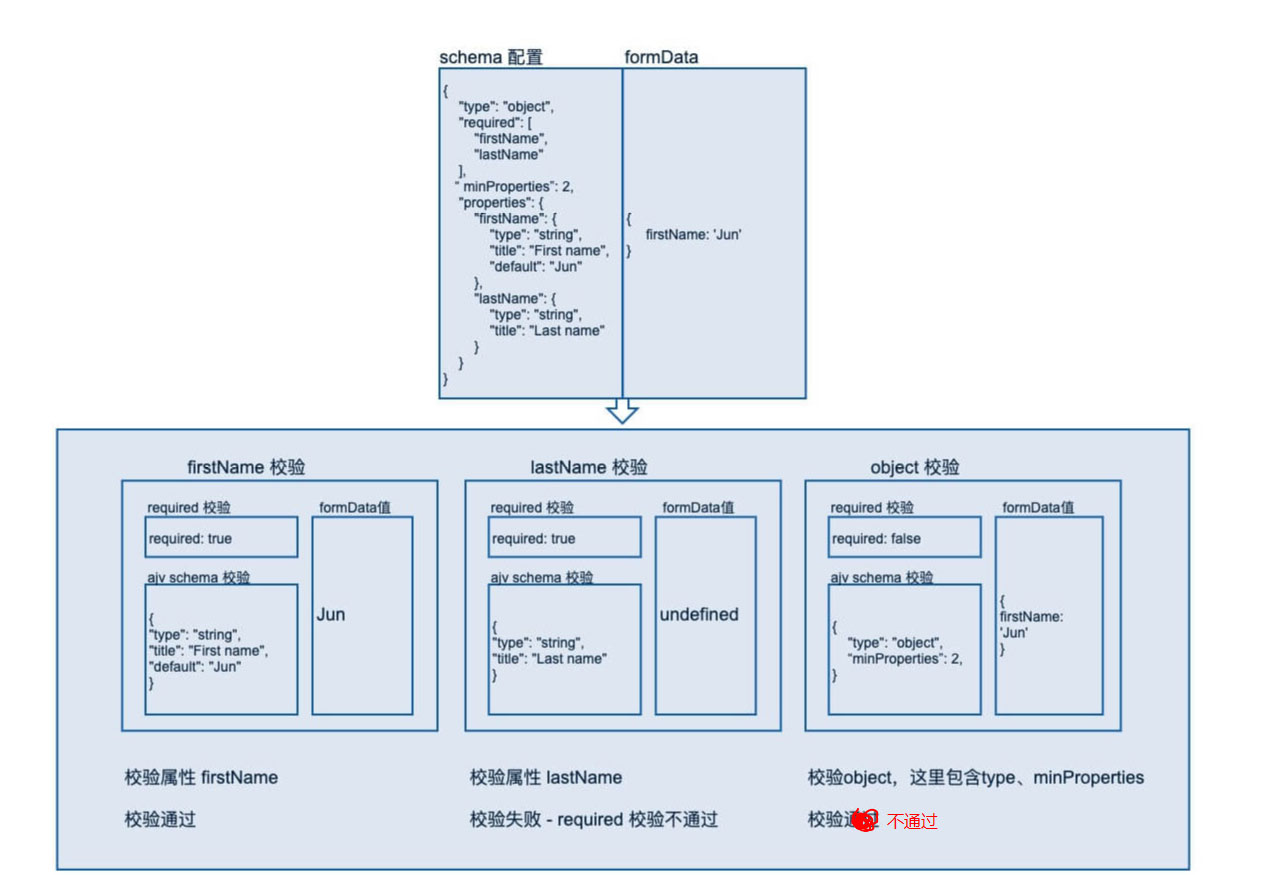 schema 配置
formData
{
"type": "object",
"required": [
"firstName",
"lastName"
],
" minProperties": 2,
"properties": {
"firstName": {
"type": "string",
"title": "First name",
"default": "Jun"
},
"lastName": {
"type": "string",
"title": "Last name"
}
}
}
{
firstName: 'Jun'
}
firstName 校验
required 校验
required: true
ajv schema 校验
{
"type": "string",
"title": "First name",
"default": "Jun"
}
formData值
Jun
校验属性 firstName
校验通过
lastName 校验
required 校验
required: true
ajv schema 校验
{
"type": "string",
"title": "Last name"
}
formData值
undefined
校验属性 lastName
校验失败 - required 校验不通过
object 校验
required 校验
required: false
ajv schema 校验
{
"type": "object",
"minProperties": 2,
}
formData值
{
firstName:
'Jun'
}
校验object，这里包含type、minProperties
校验 不通过